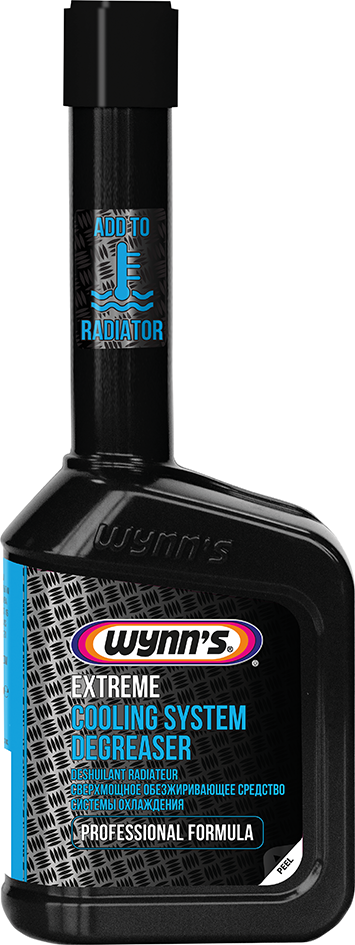 ADD TO
RADIATOR
WYNN'S
WYNN'S®
®
EXTREME
COOLING SYSTEM
DEGREASER
DESHUILANT RADIATEUR
СВЕРХМОЩНОЕ ОБЕЗЖИРИВАЮЩЕЕ СРЕДСТВО
СИСТЕМЫ ОХЛАЖДЕНИЯ
PROFESSIONAL FORMULA
PEEL